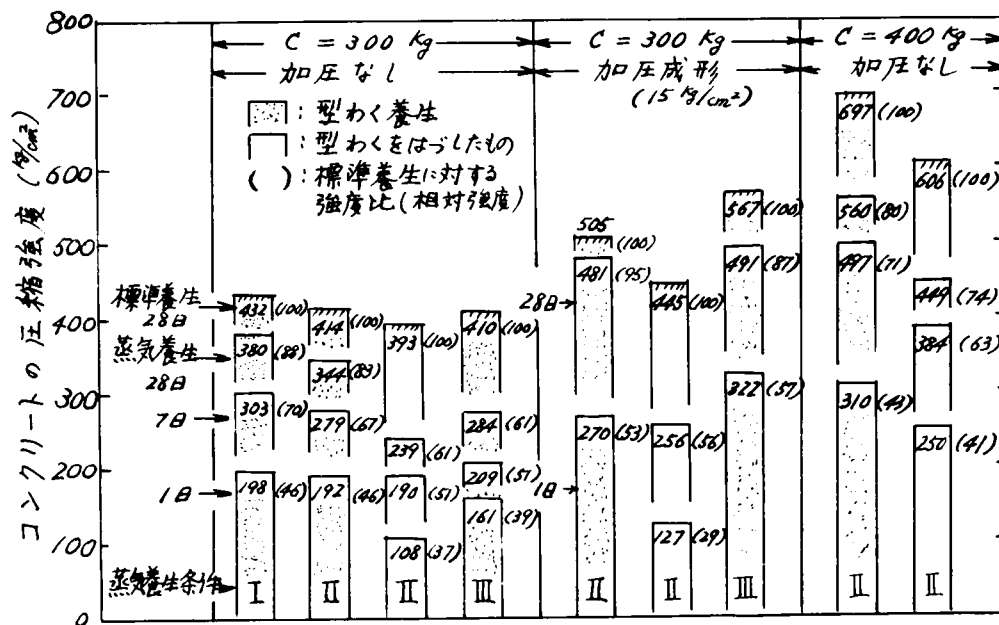 コンクリートの圧縮強度 (kg/cm²)
800
700
600
500
400
300
200
100
0
C = 300 kg
加圧なし
C = 300 kg
加圧成形
(15 kg/cm²)
C = 400 kg
加圧なし
: 型わく養生
: 型わくをはづしたもの
( ) : 標準養生に対する
強度比(相対強度)
標準養生
28日
蒸気養生
28日
7日
1日
蒸気養生条件
432 (100)
380 (88)
303 (70)
198 (46)
I
414 (100)
344 (83)
279 (67)
192 (46)
II
393 (100)
239 (61)
190 (51)
108 (37)
II
410 (100)
284 (61)
209 (51)
161 (39)
III
28日
1日
505
(100)
481 (95)
270 (53)
II
445 (100)
256 (56)
127 (29)
II
567 (100)
491 (87)
322 (57)
III
697 (100)
560 (80)
497 (71)
310 (43)
II
606 (100)
449 (74)
384 (63)
250 (41)
II